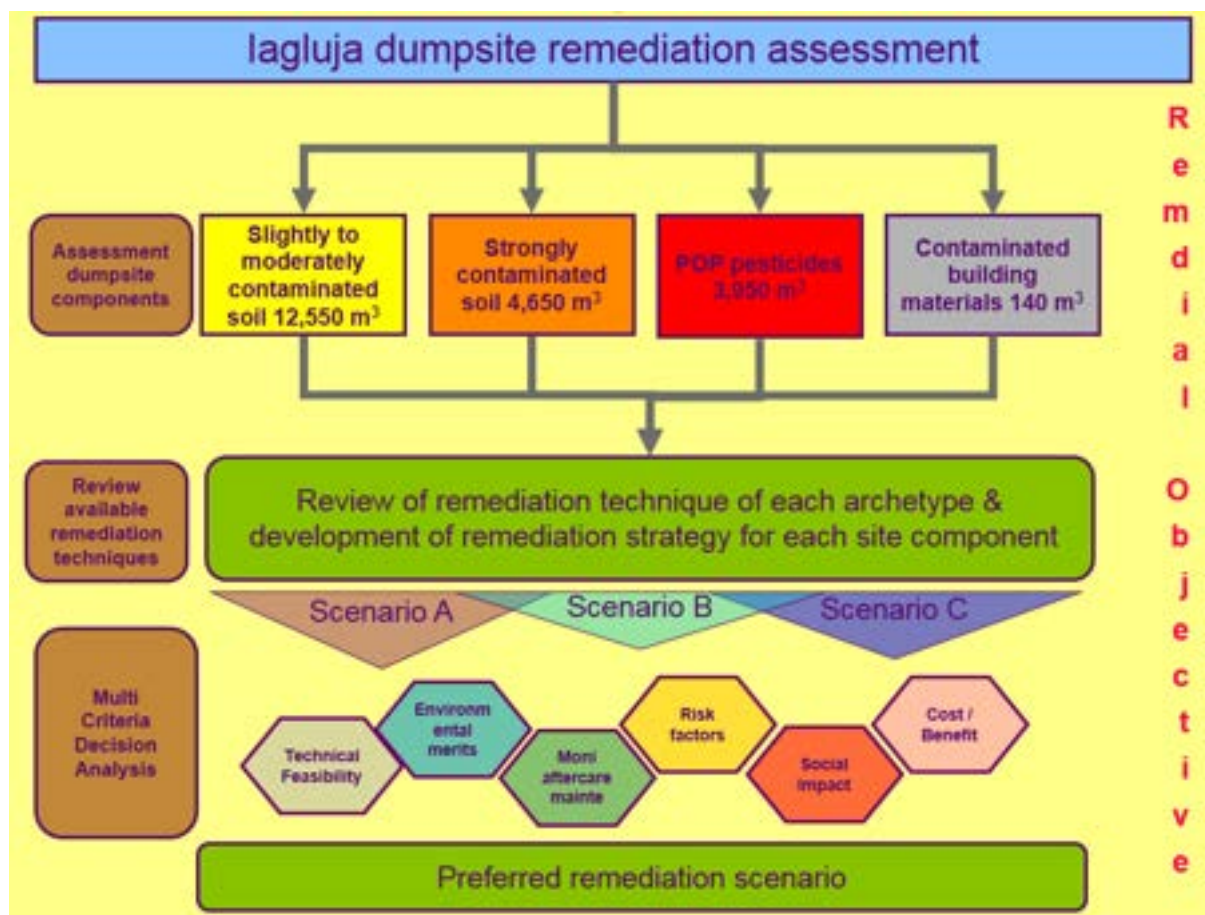 Iagluja dumpsite remediation assessment
Assessment
dumpsite
components
Slightly to
moderately
contaminated
soil 12,550 m³
Strongly
contaminated
soil 4,650 m³
POP pesticides
3,950 m³
Contaminated
building
materials 140 m³
Review
available
remediation
techniques
Review of remediation technique of each archetype &
development of remediation strategy for each site component
Scenario A
Scenario B
Scenario C
Multi
Criteria
Decision
Analysis
Technical
Feasibility
Environm
ental
merits
Moni
aftercare
mainte
Risk
factors
Social
impact
Cost /
Benefit
Preferred remediation scenario
R
e
m
d
i
a
l
O
b
j
e
c
t
i
v
e